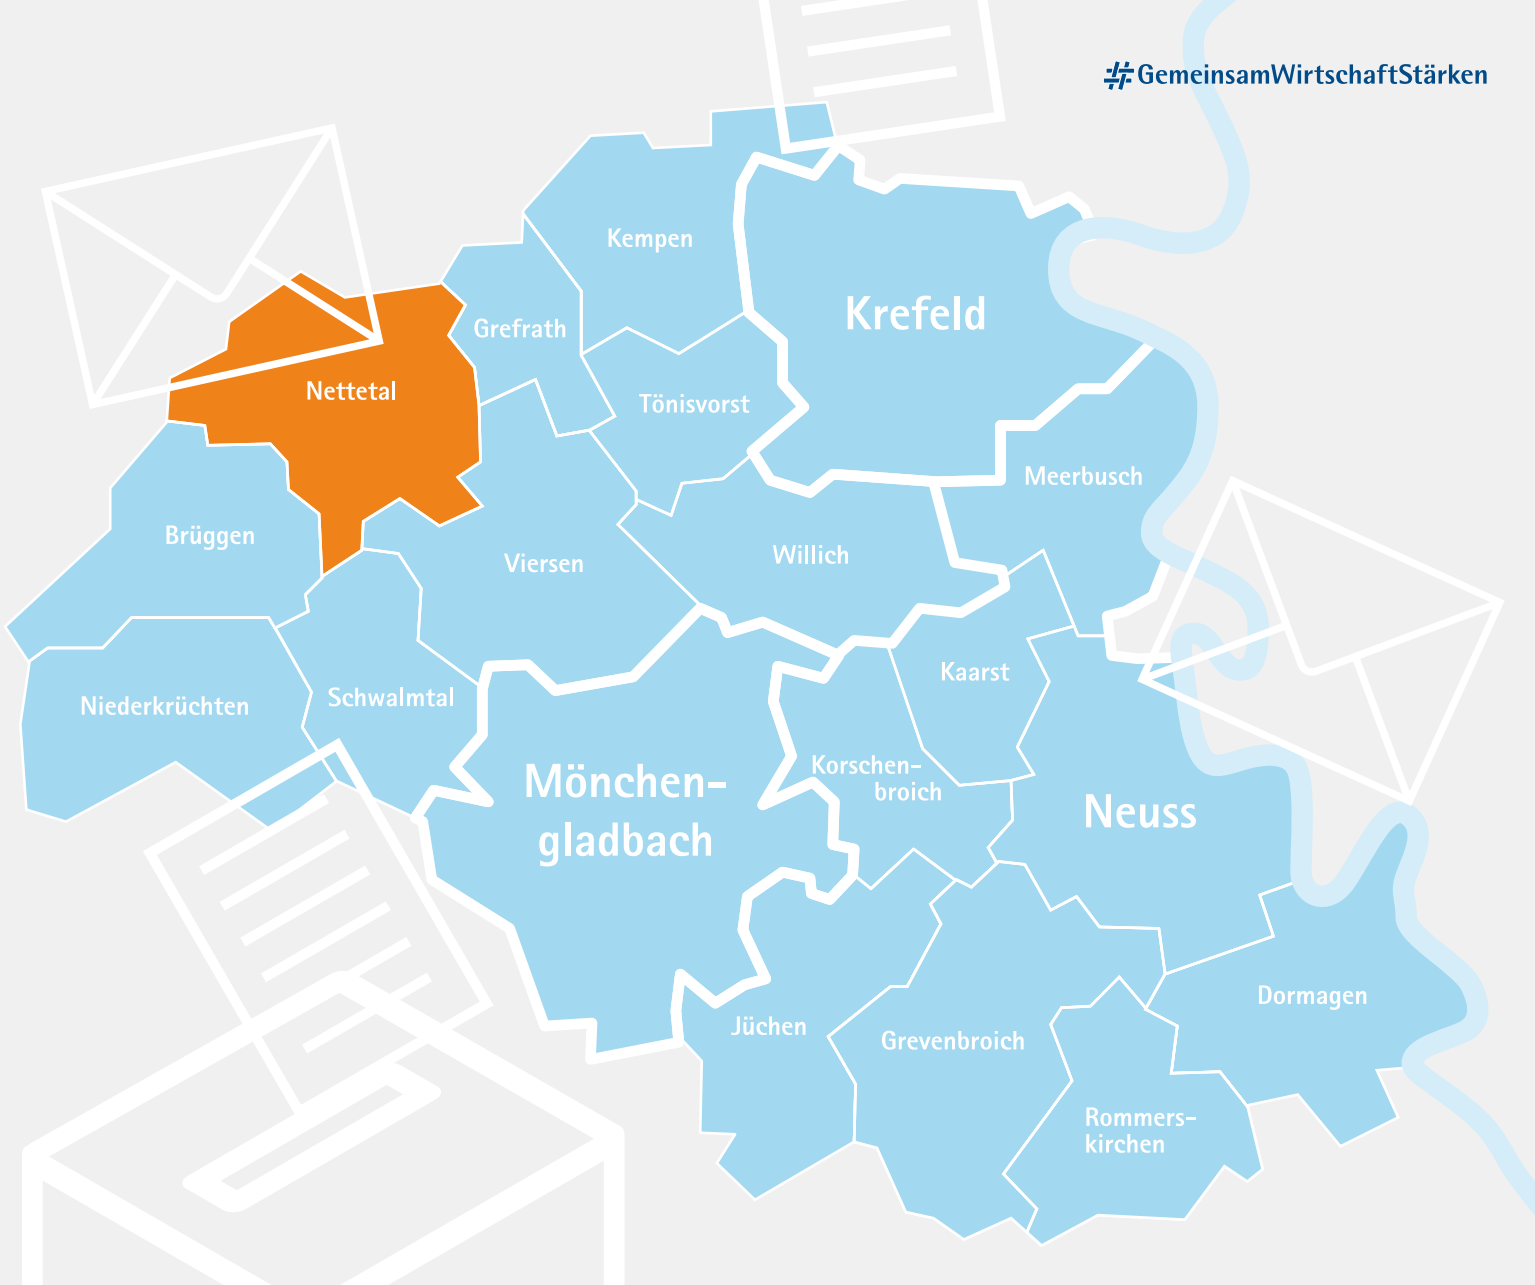 #GemeinsamWirtschaftStärken
Kempen
Krefeld
Grefrath
Nettetal
Tönisvorst
Meerbusch
Brüggen
Viersen
Willich
Kaarst
Niederkrüchten
Schwalmtal
Mönchen-
gladbach
Korschen-
broich
Neuss
Dormagen
Jüchen
Grevenbroich
Rommers-
kirchen